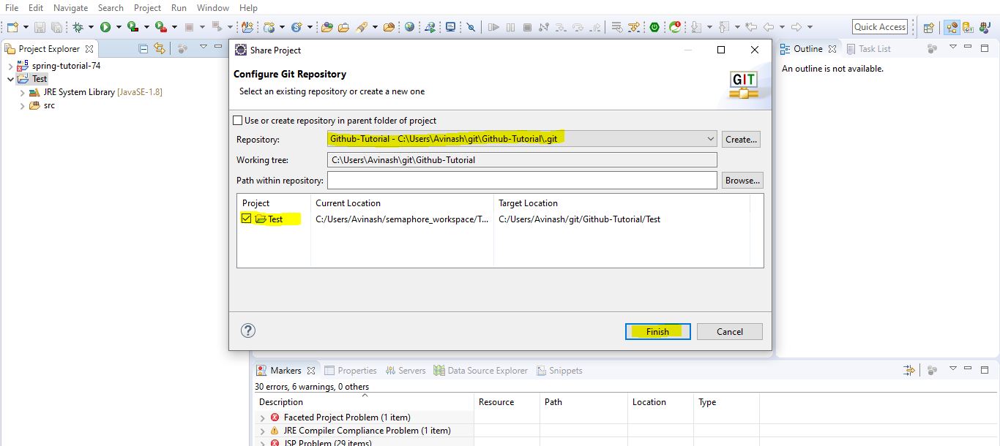 File Edit Navigate Search Project Run Window Help
Quick Access
Project Explorer
spring-tutorial-74
Test
JRE System Library [JavaSE-1.8]
src
Share Project
Configure Git Repository
Select an existing repository or create a new one
GIT
Use or create repository in parent folder of project
Repository: Github-Tutorial - C:\Users\Avinash\git\Github-Tutorial\.git Create...
Working tree: C:\Users\Avinash\git\Github-Tutorial
Path within repository: Browse...
Project Current Location Target Location
Test C:/Users/Avinash/semaphore_workspace/T... C:/Users/Avinash/git/Github-Tutorial/Test
Finish Cancel
Outline Task List
An outline is not available.
Markers Properties Servers Data Source Explorer Snippets
30 errors, 6 warnings, 0 others
Description Resource Path Location Type
Faceted Project Problem (1 item)
JRE Compiler Compliance Problem (1 item)
JSP Problem (29 items)